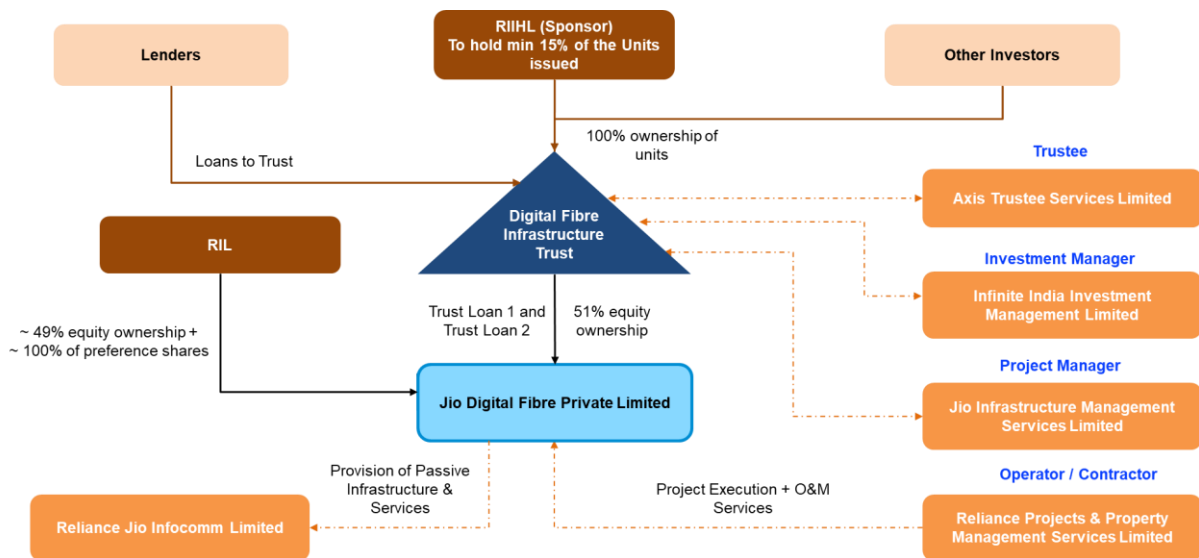 Lenders
RIIHL (Sponsor)
To hold min 15% of the Units
issued
Other Investors
Loans to Trust
100% ownership of
units
Trustee
Axis Trustee Services Limited
Digital Fibre
Infrastructure
Trust
RIL
Investment Manager
Infinite India Investment
Management Limited
~ 49% equity ownership +
~ 100% of preference shares
Trust Loan 1 and
Trust Loan 2
51% equity
ownership
Project Manager
Jio Infrastructure Management
Services Limited
Jio Digital Fibre Private Limited
Provision of Passive
Infrastructure &
Services
Project Execution + O&M
Services
Operator / Contractor
Reliance Jio Infocomm Limited
Reliance Projects & Property
Management Services Limited